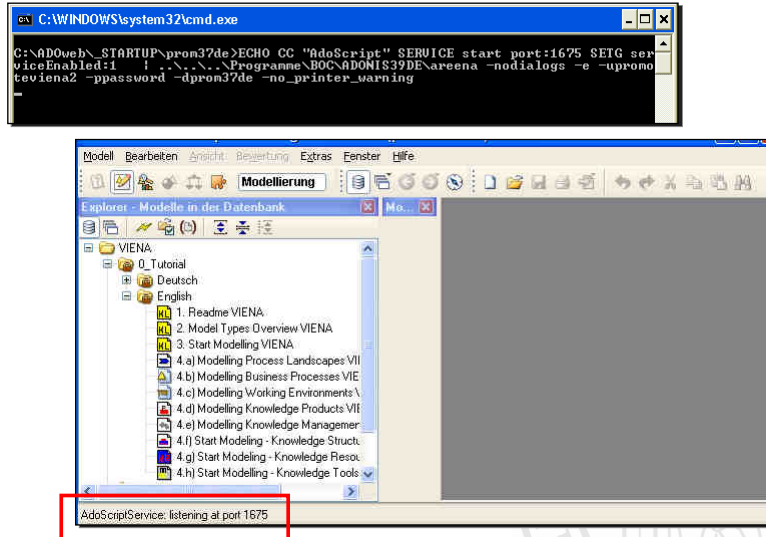 C:\WINDOWS\system32\cmd.exe
C:\ADOweb\_STARTUP\prom37de>ECHO CC "AdoScript" SERVICE start port:1675 SETG ser
viceEnabled:1 | ..\..\..\Programme\BOC\ADONIS39DE\areena -nodialogs -e -upromo
teviena2 -ppassword -dprom37de -no_printer_warning
Modell Bearbeiten Ansicht Bewertung Extras Fenster Hilfe
Modellierung
Explorer - Modelle in der Datenbank
Mo...
VIENA
0_Tutorial
Deutsch
English
1. Readme VIENA
2. Model Types Overview VIENA
3. Start Modelling VIENA
4.a) Modelling Process Landscapes VII
4.b) Modelling Business Processes VIE
4.c) Modelling Working Environments \
4.d) Modelling Knowledge Products VIE
4.e) Modelling Knowledge Managemer
4.f) Start Modeling - Knowledge Structu
4.g) Start Modeling - Knowledge Resou
4.h) Start Modelling - Knowledge Tools
AdoScriptService: listening at port 1675